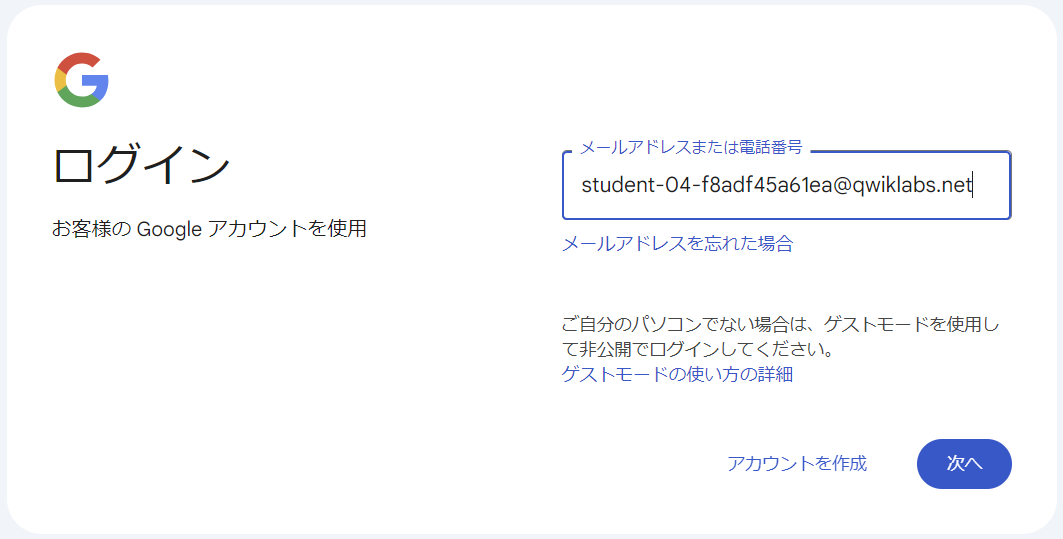 ログイン
お客様の Google アカウントを使用
メールアドレスまたは電話番号
student-04-f8adf45a61ea@qwiklabs.net
メールアドレスを忘れた場合
ご自分のパソコンでない場合は、ゲストモードを使用し
て非公開でログインしてください。
ゲストモードの使い方の詳細
アカウントを作成
次へ